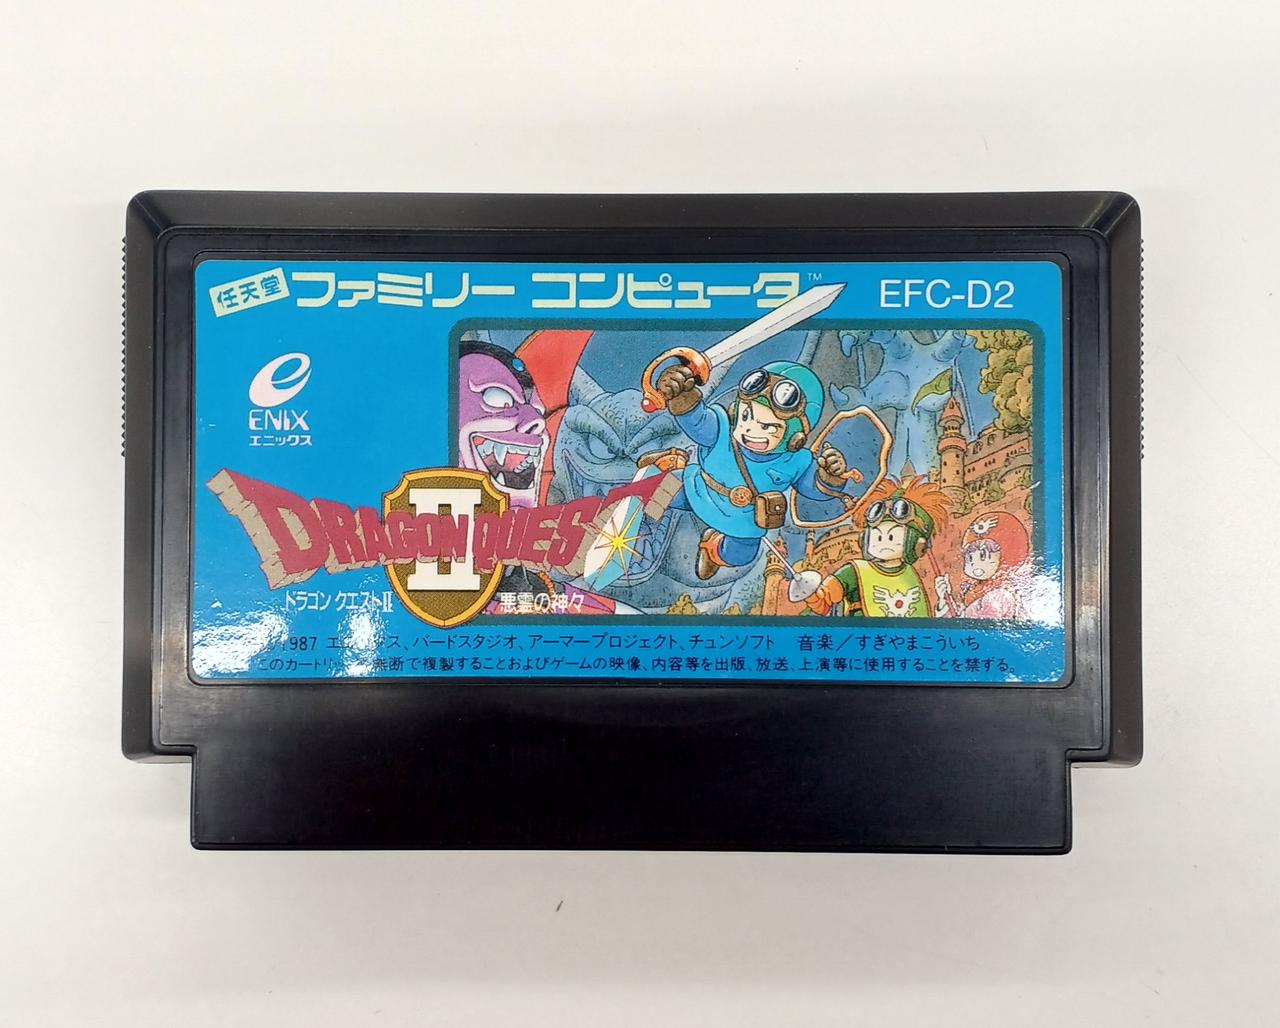 任天堂 ファミリー コンピュータ™ EFC-D2
ENIX
エニックス
DRAGON QUEST
II
ドラゴン クエストII 悪霊の神々
1987 エ ス、バードスタジオ、アーマープロジェクト、チュンソフト 音楽／すぎやまこういち
このカートリッ 無断で複製することおよびゲームの映像、内容等を出版、放送、上演等に使用することを禁ずる。